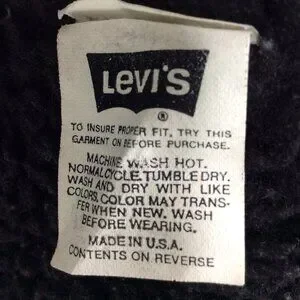 LEVI'S
®
TO INSURE PROPER FIT, TRY THIS
GARMENT ON BEFORE PURCHASE.
MACHINE WASH HOT.
NORMAL CYCLE. TUMBLE DRY.
WASH AND DRY WITH LIKE
COLORS. COLOR MAY TRANS-
FER WHEN NEW. WASH
BEFORE WEARING.
MADE IN U.S.A.
CONTENTS ON REVERSE